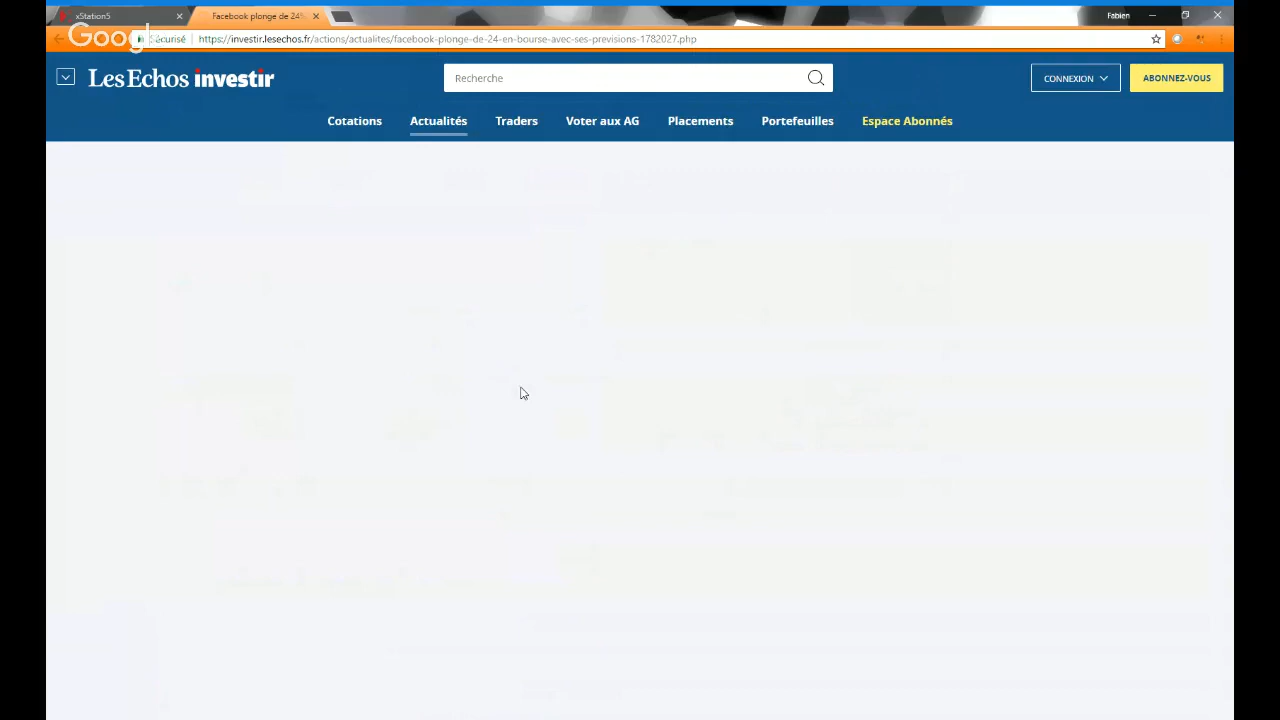 xStation5
Facebook plonge de 24%
Fabien
Google
Sécurisé
https://investir.lesechos.fr/actions/actualites/facebook-plonge-de-24-en-bourse-avec-ses-previsions-1782027.php
Les Echos investir
Recherche
CONNEXION
ABONNEZ-VOUS
Cotations
Actualités
Traders
Voter aux AG
Placements
Portefeuilles
Espace Abonnés